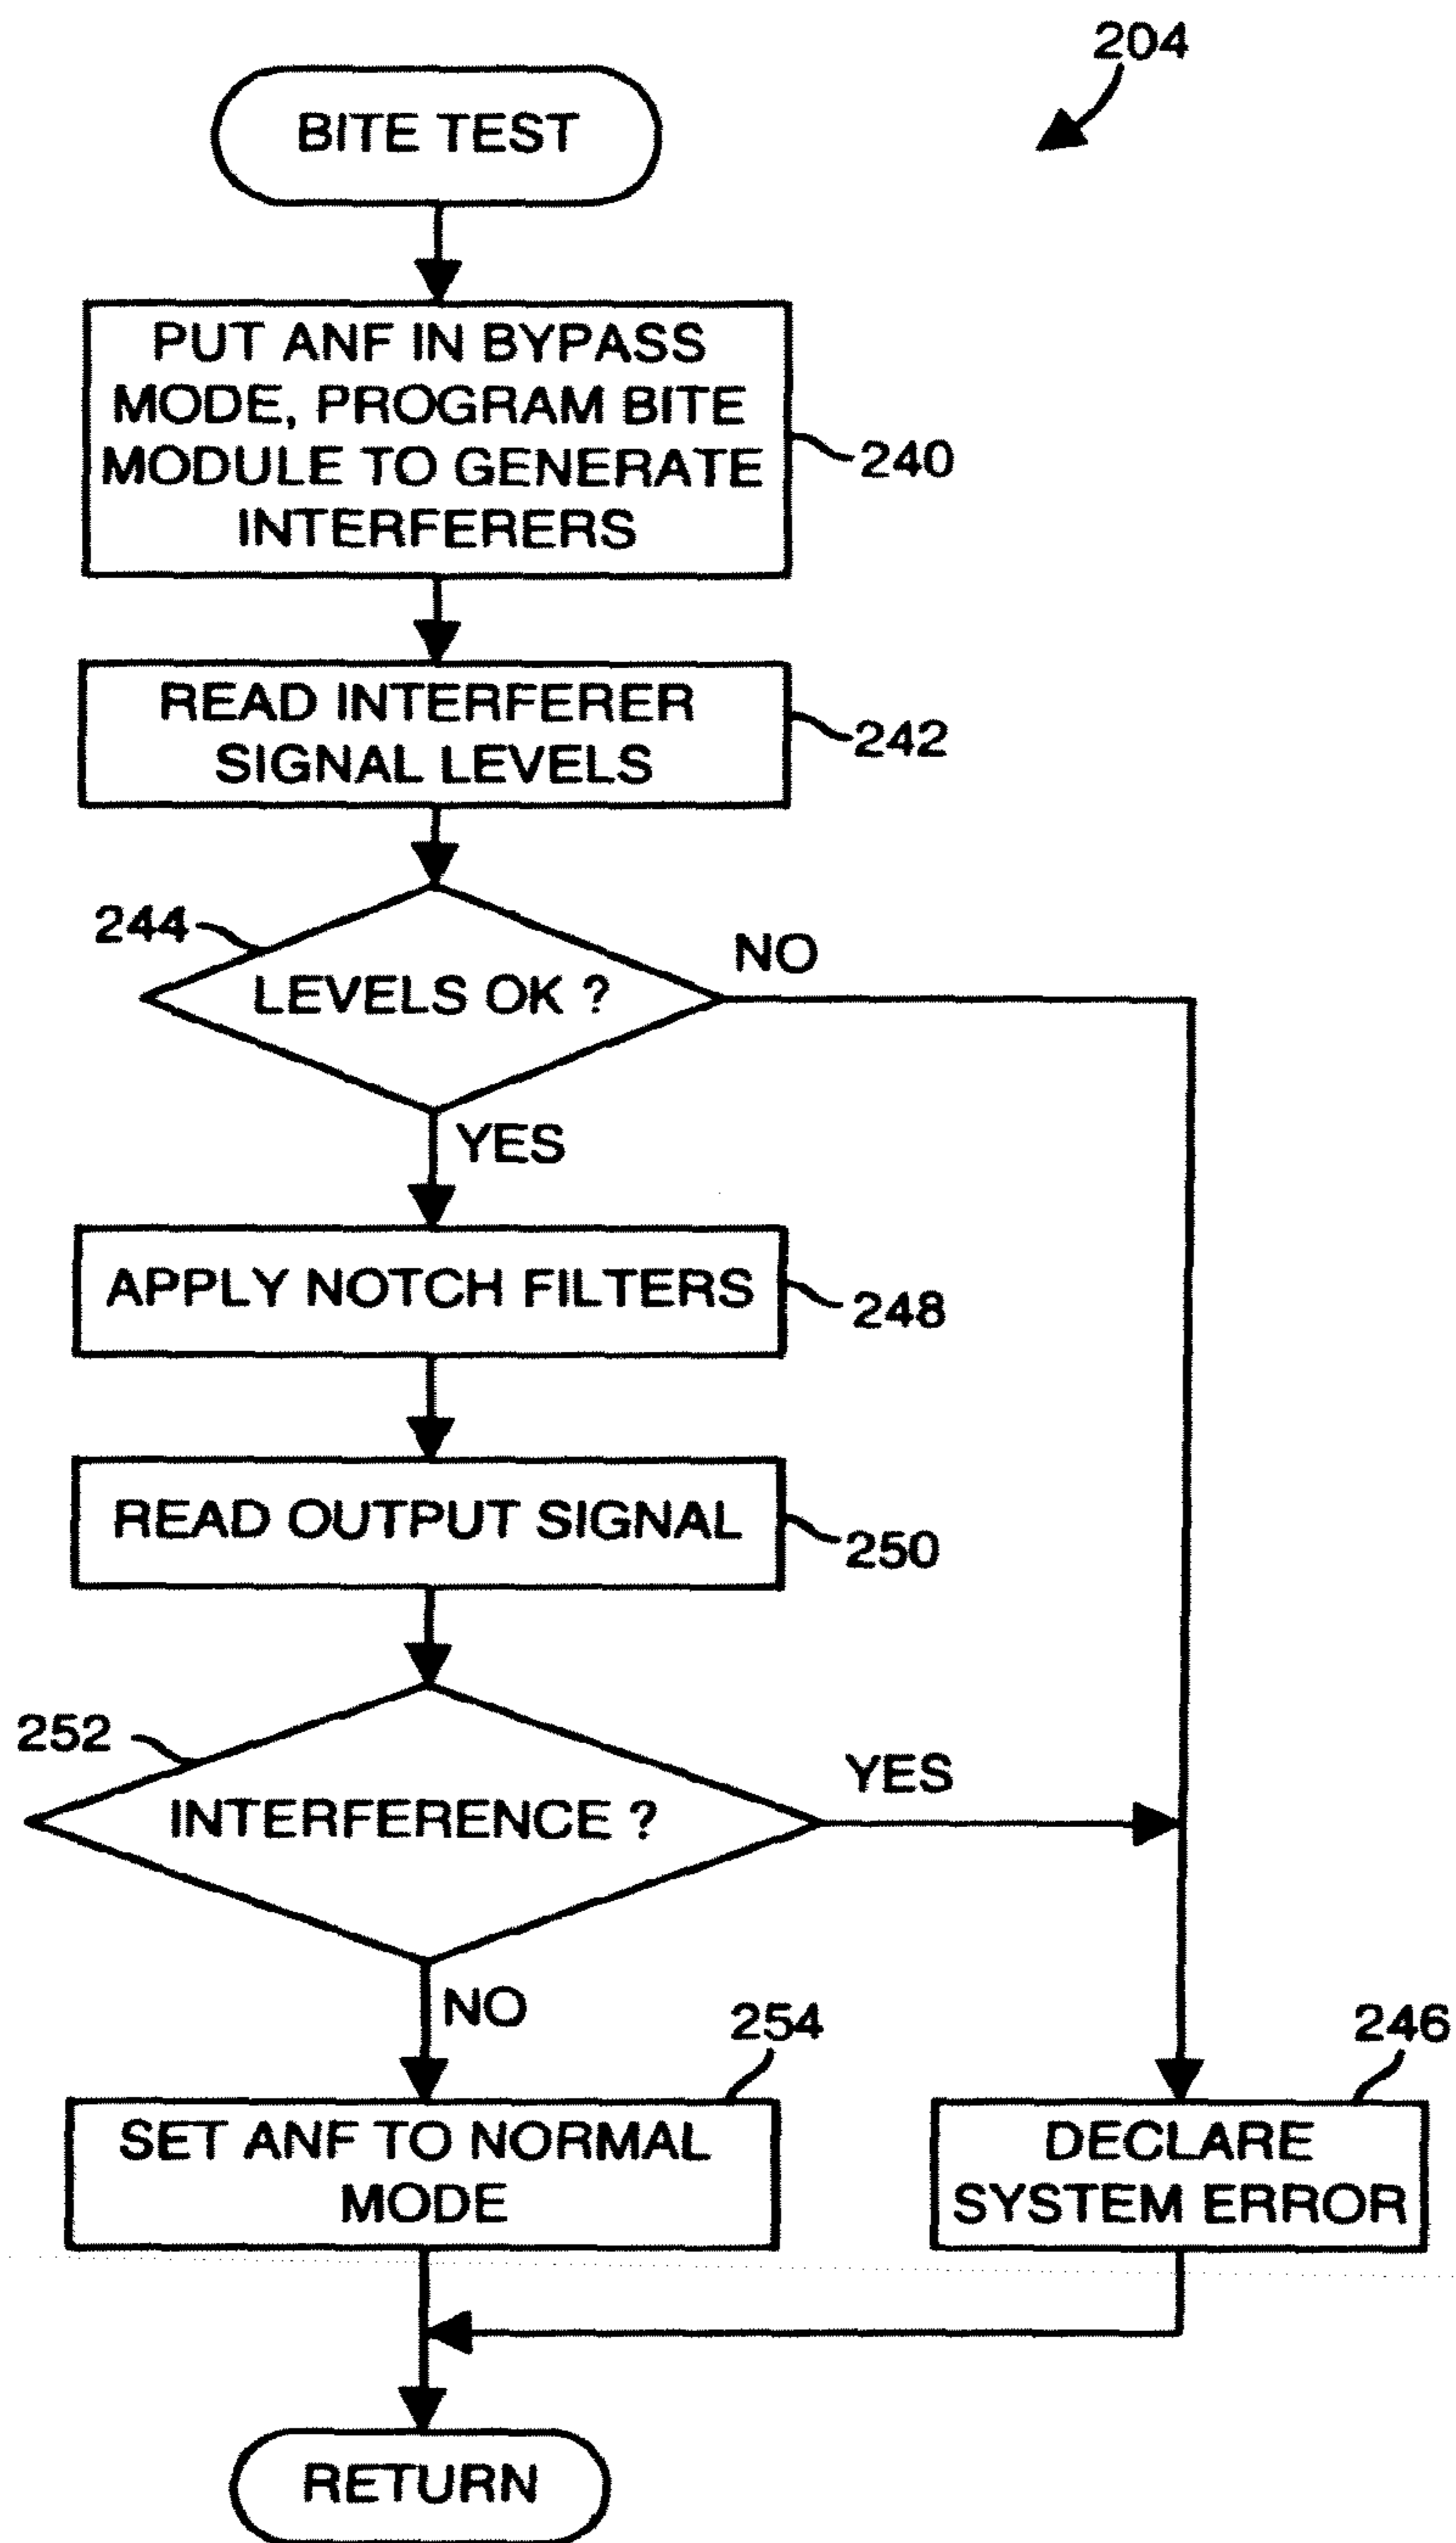 204
BITE TEST
PUT ANF IN BYPASS
MODE, PROGRAM BITE
MODULE TO GENERATE
INTERFERERS
240
READ INTERFERER
SIGNAL LEVELS
242
244
LEVELS OK ?
NO
YES
APPLY NOTCH FILTERS
248
READ OUTPUT SIGNAL
250
252
INTERFERENCE ?
YES
NO
254
246
SET ANF TO NORMAL
MODE
DECLARE
SYSTEM ERROR
RETURN